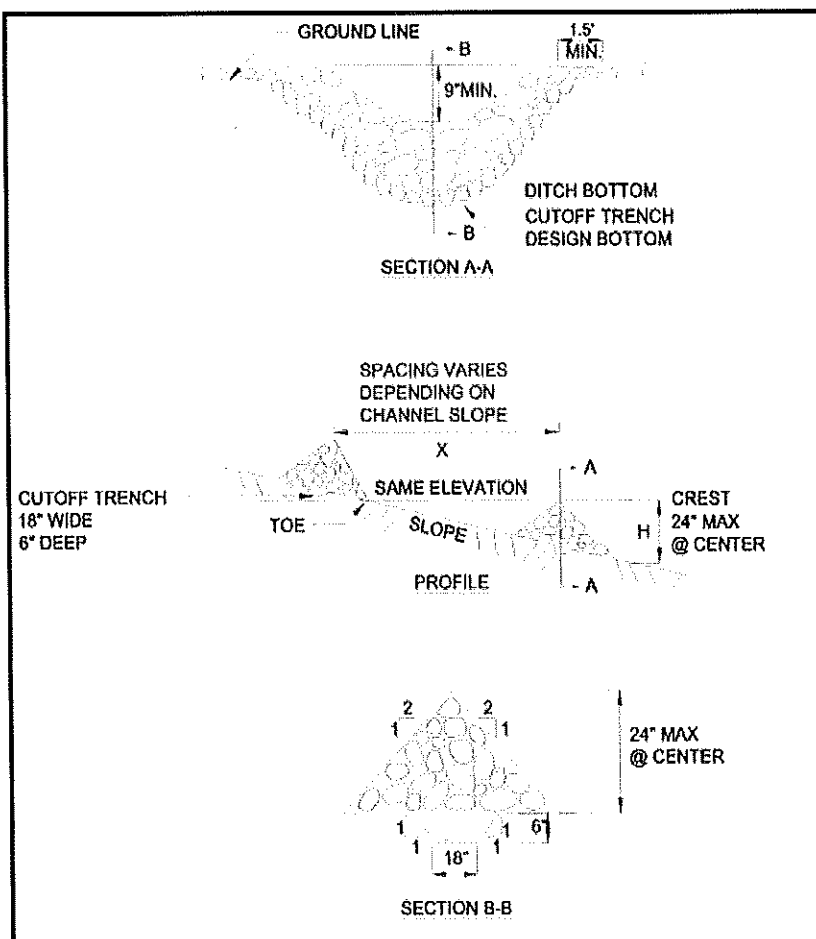 GROUND LINE
B
1.5'
MIN.
9"MIN.
DITCH BOTTOM
CUTOFF TRENCH
DESIGN BOTTOM
B
SECTION A-A
SPACING VARIES
DEPENDING ON
CHANNEL SLOPE
X
A
CUTOFF TRENCH
18" WIDE
6" DEEP
SAME ELEVATION
TOE
SLOPE
H
CREST
24" MAX
@ CENTER
PROFILE
A
2
1
2
1
24" MAX
@ CENTER
1
1
1
1
6"
18"
SECTION B-B